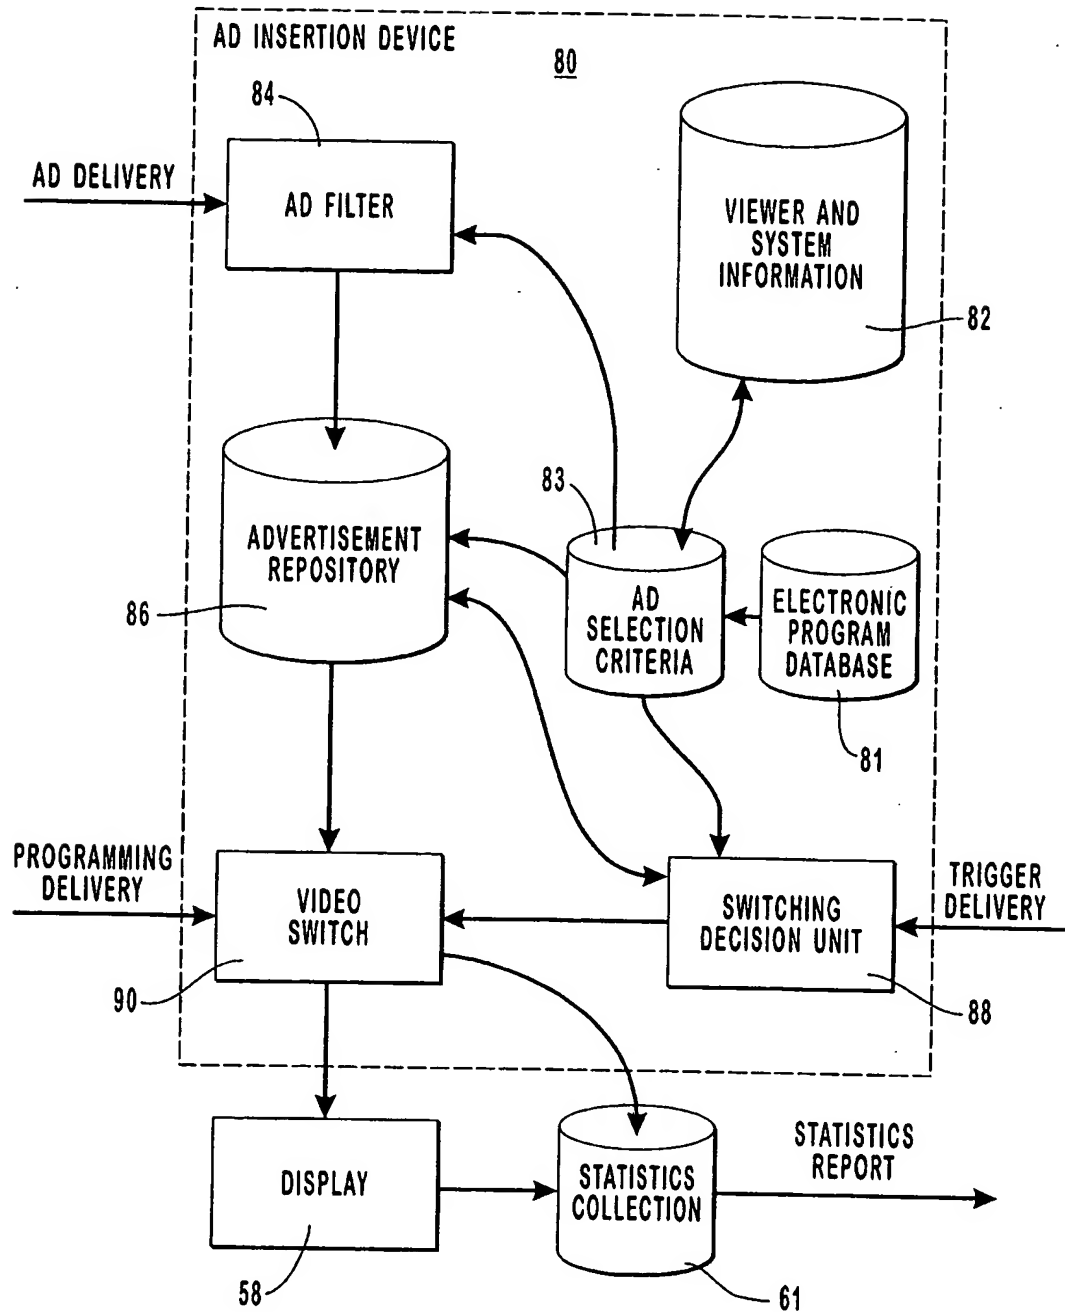 AD INSERTION DEVICE
80
84
AD DELIVERY
AD FILTER
VIEWER AND
SYSTEM
INFORMATION
82
83
ADVERTISEMENT
REPOSITORY
86
AD
SELECTION
CRITERIA
ELECTRONIC
PROGRAM
DATABASE
81
PROGRAMMING
DELIVERY
VIDEO
SWITCH
90
SWITCHING
DECISION UNIT
88
TRIGGER
DELIVERY
DISPLAY
58
STATISTICS
COLLECTION
61
STATISTICS
REPORT